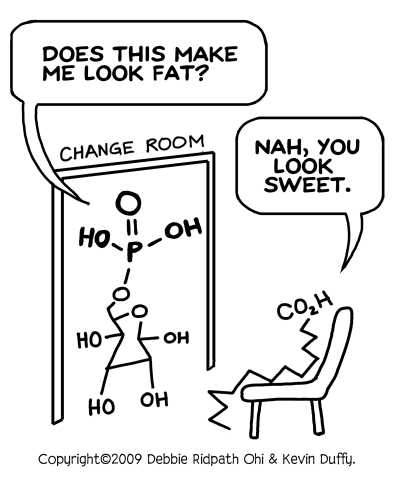 DOES THIS MAKE
ME LOOK FAT?
CHANGE ROOM
NAH, YOU
LOOK
SWEET.
O
HO P OH
O
O
HO OH
HO OH
CO₂H
Copyright©2009 Debbie Ridpath Ohi & Kevin Duffy.